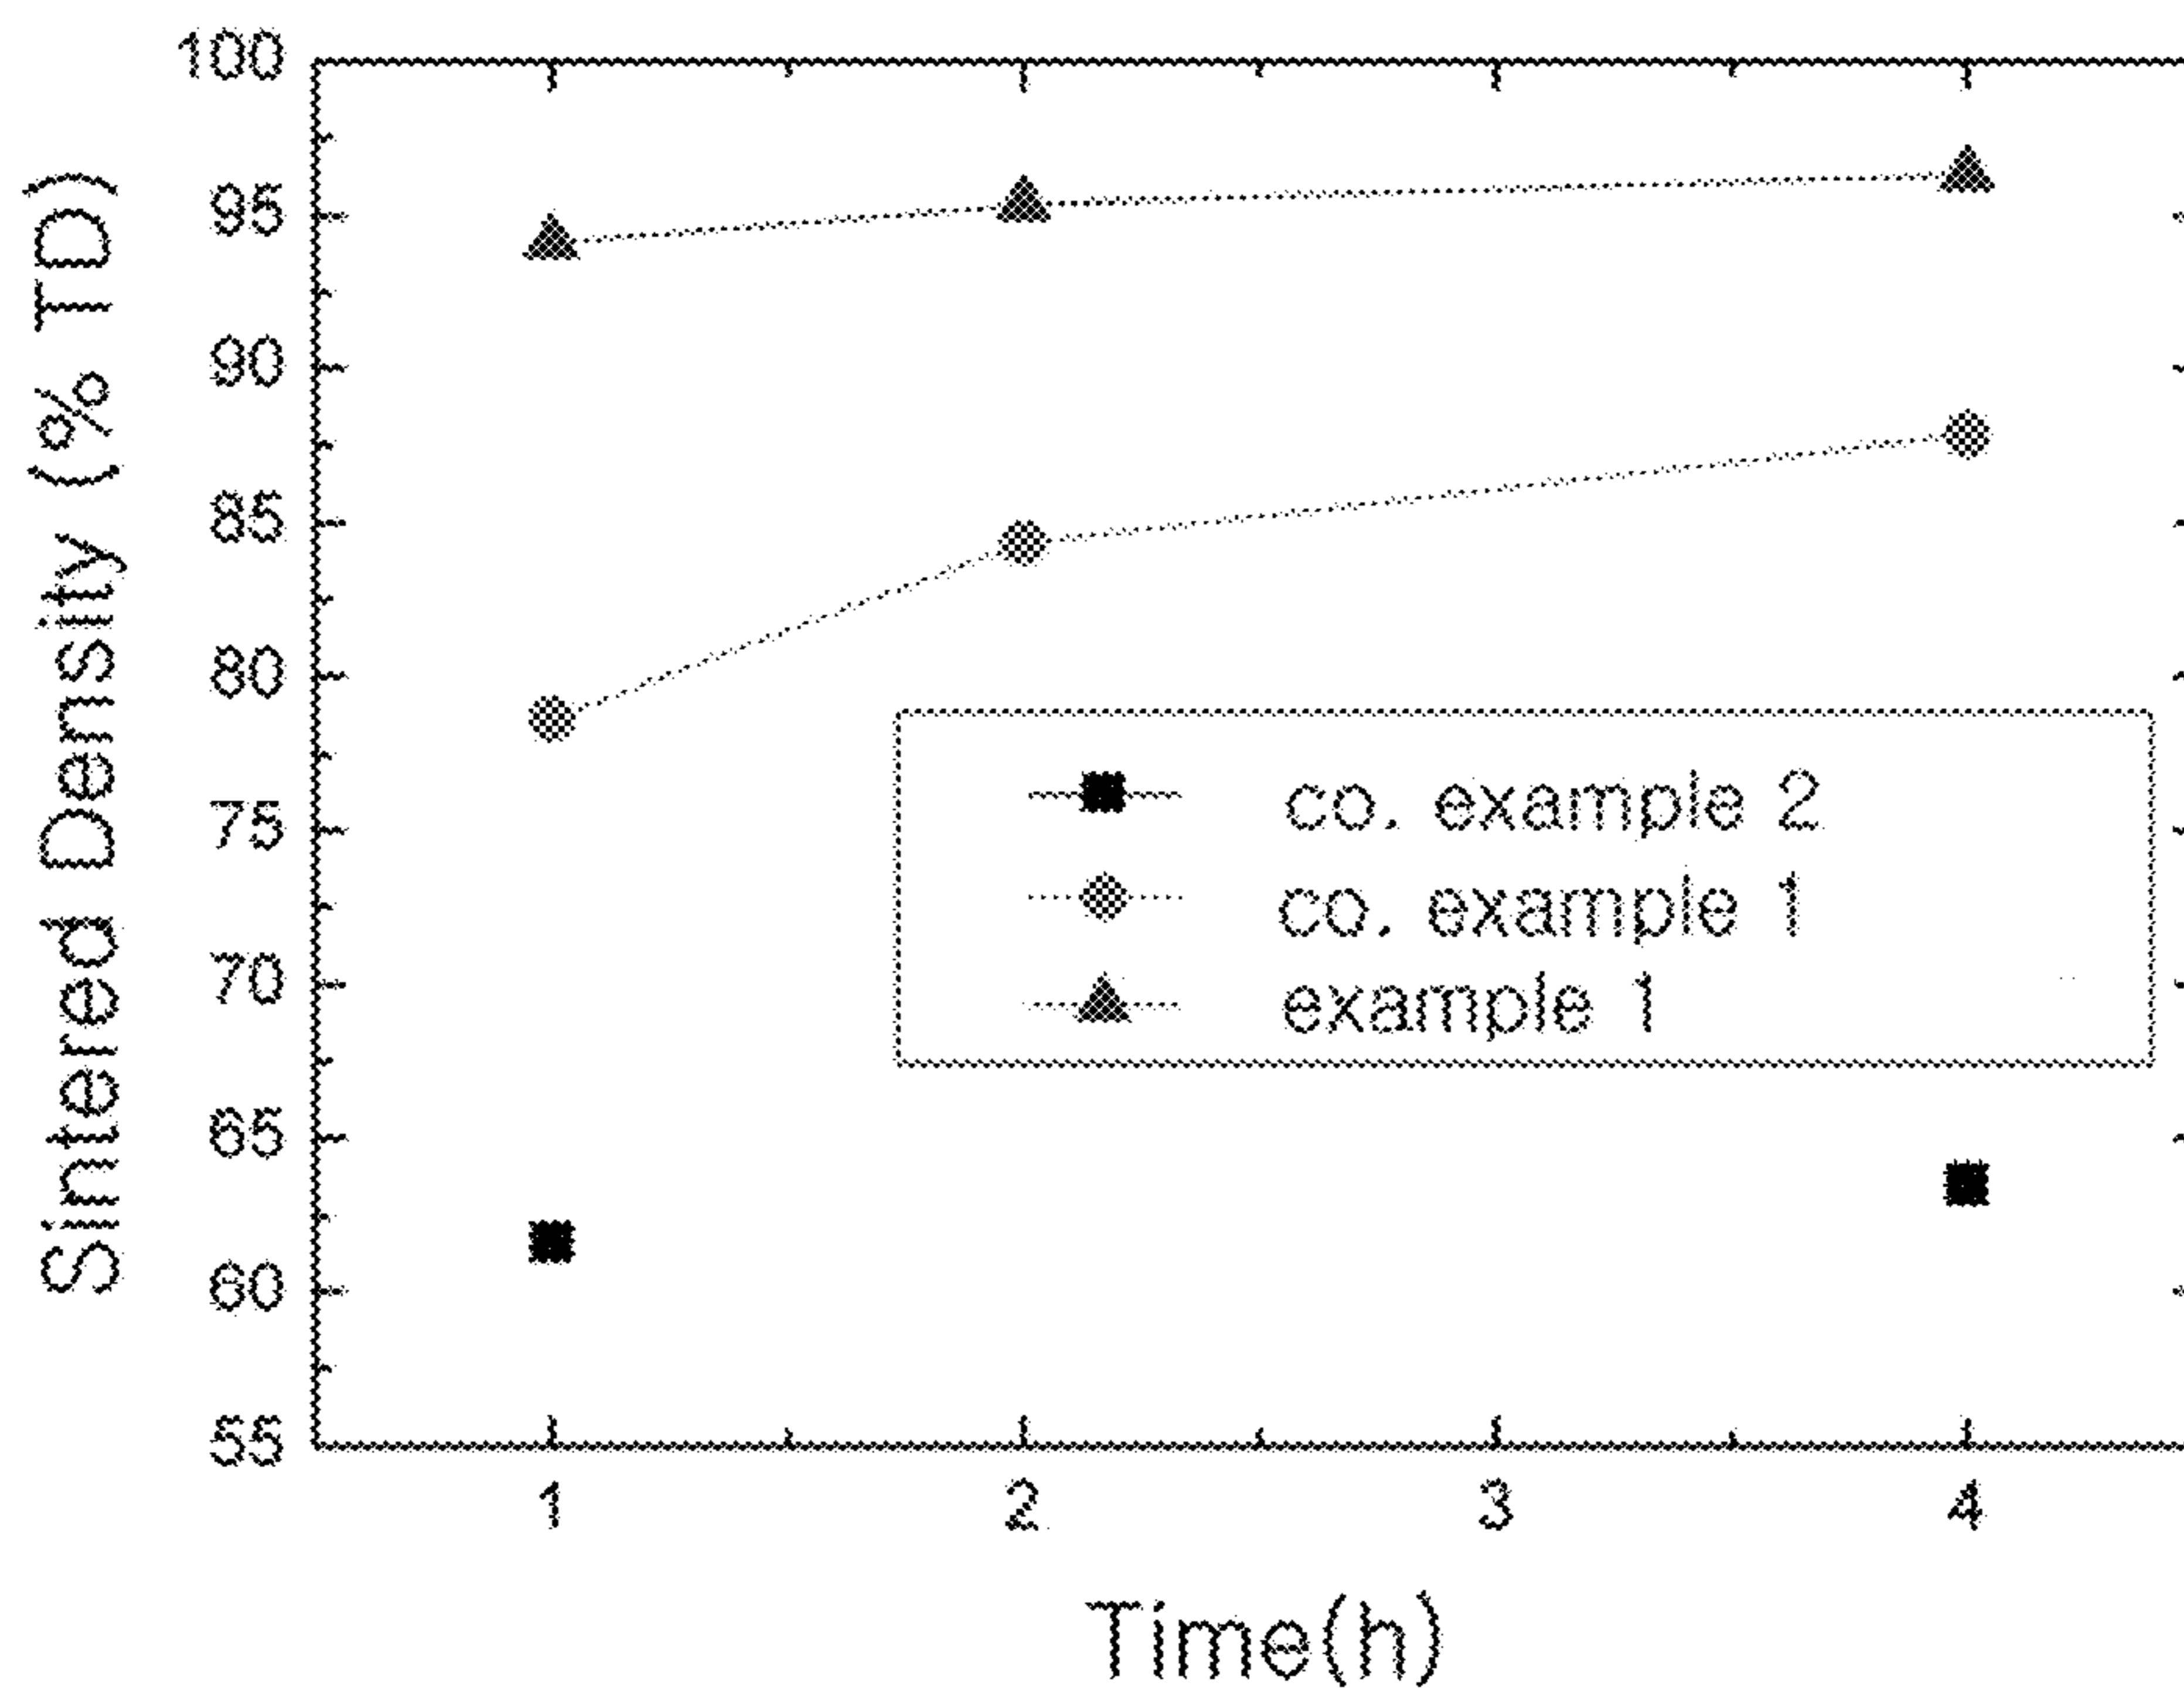 Sintered Density (% TD)
100
95
90
85
80
75
70
65
60
55
co. example 2
co. example 1
example 1
1 2 3 4
Time(h)